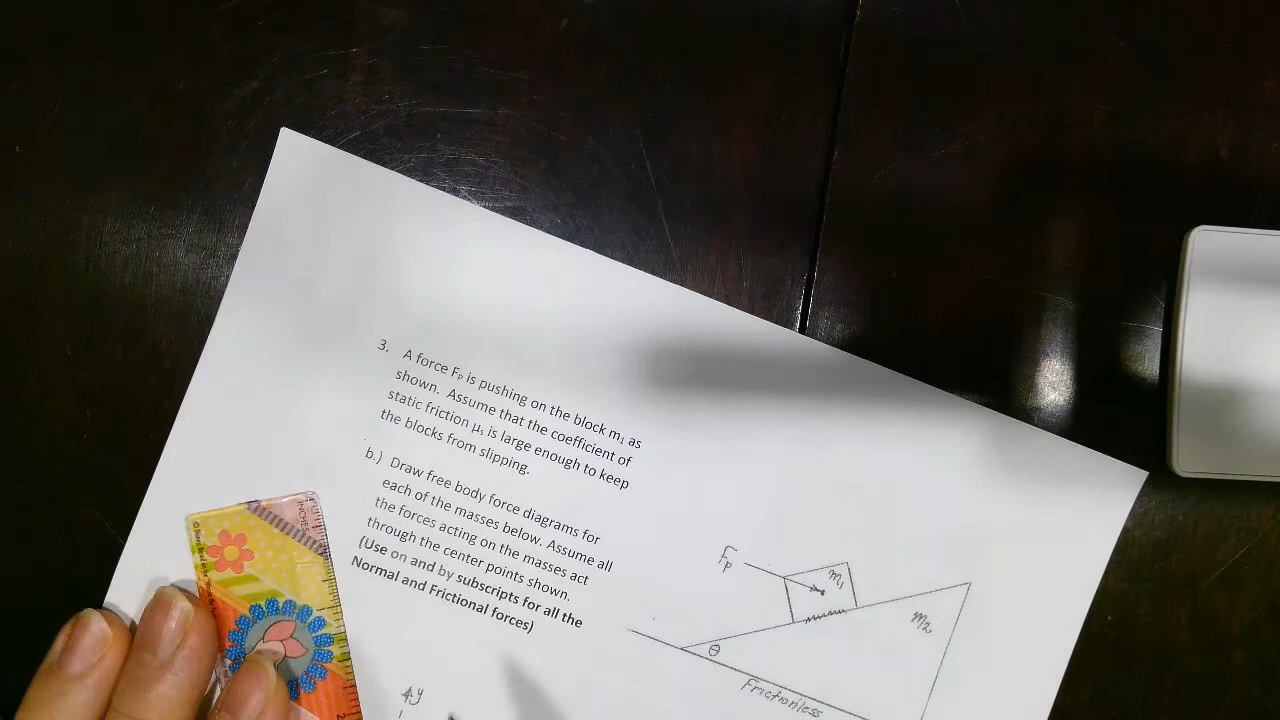 3. A force Fₚ is pushing on the block m₁ as
shown. Assume that the coefficient of
static friction μₛ is large enough to keep
the blocks from slipping.
b.) Draw free body force diagrams for
each of the masses below. Assume all
the forces acting on the masses act
through the center points shown.
(Use on and by subscripts for all the
Normal and Frictional forces)
Fₚ
m₁
m₂
θ
Frictionless
y
INCHES
2